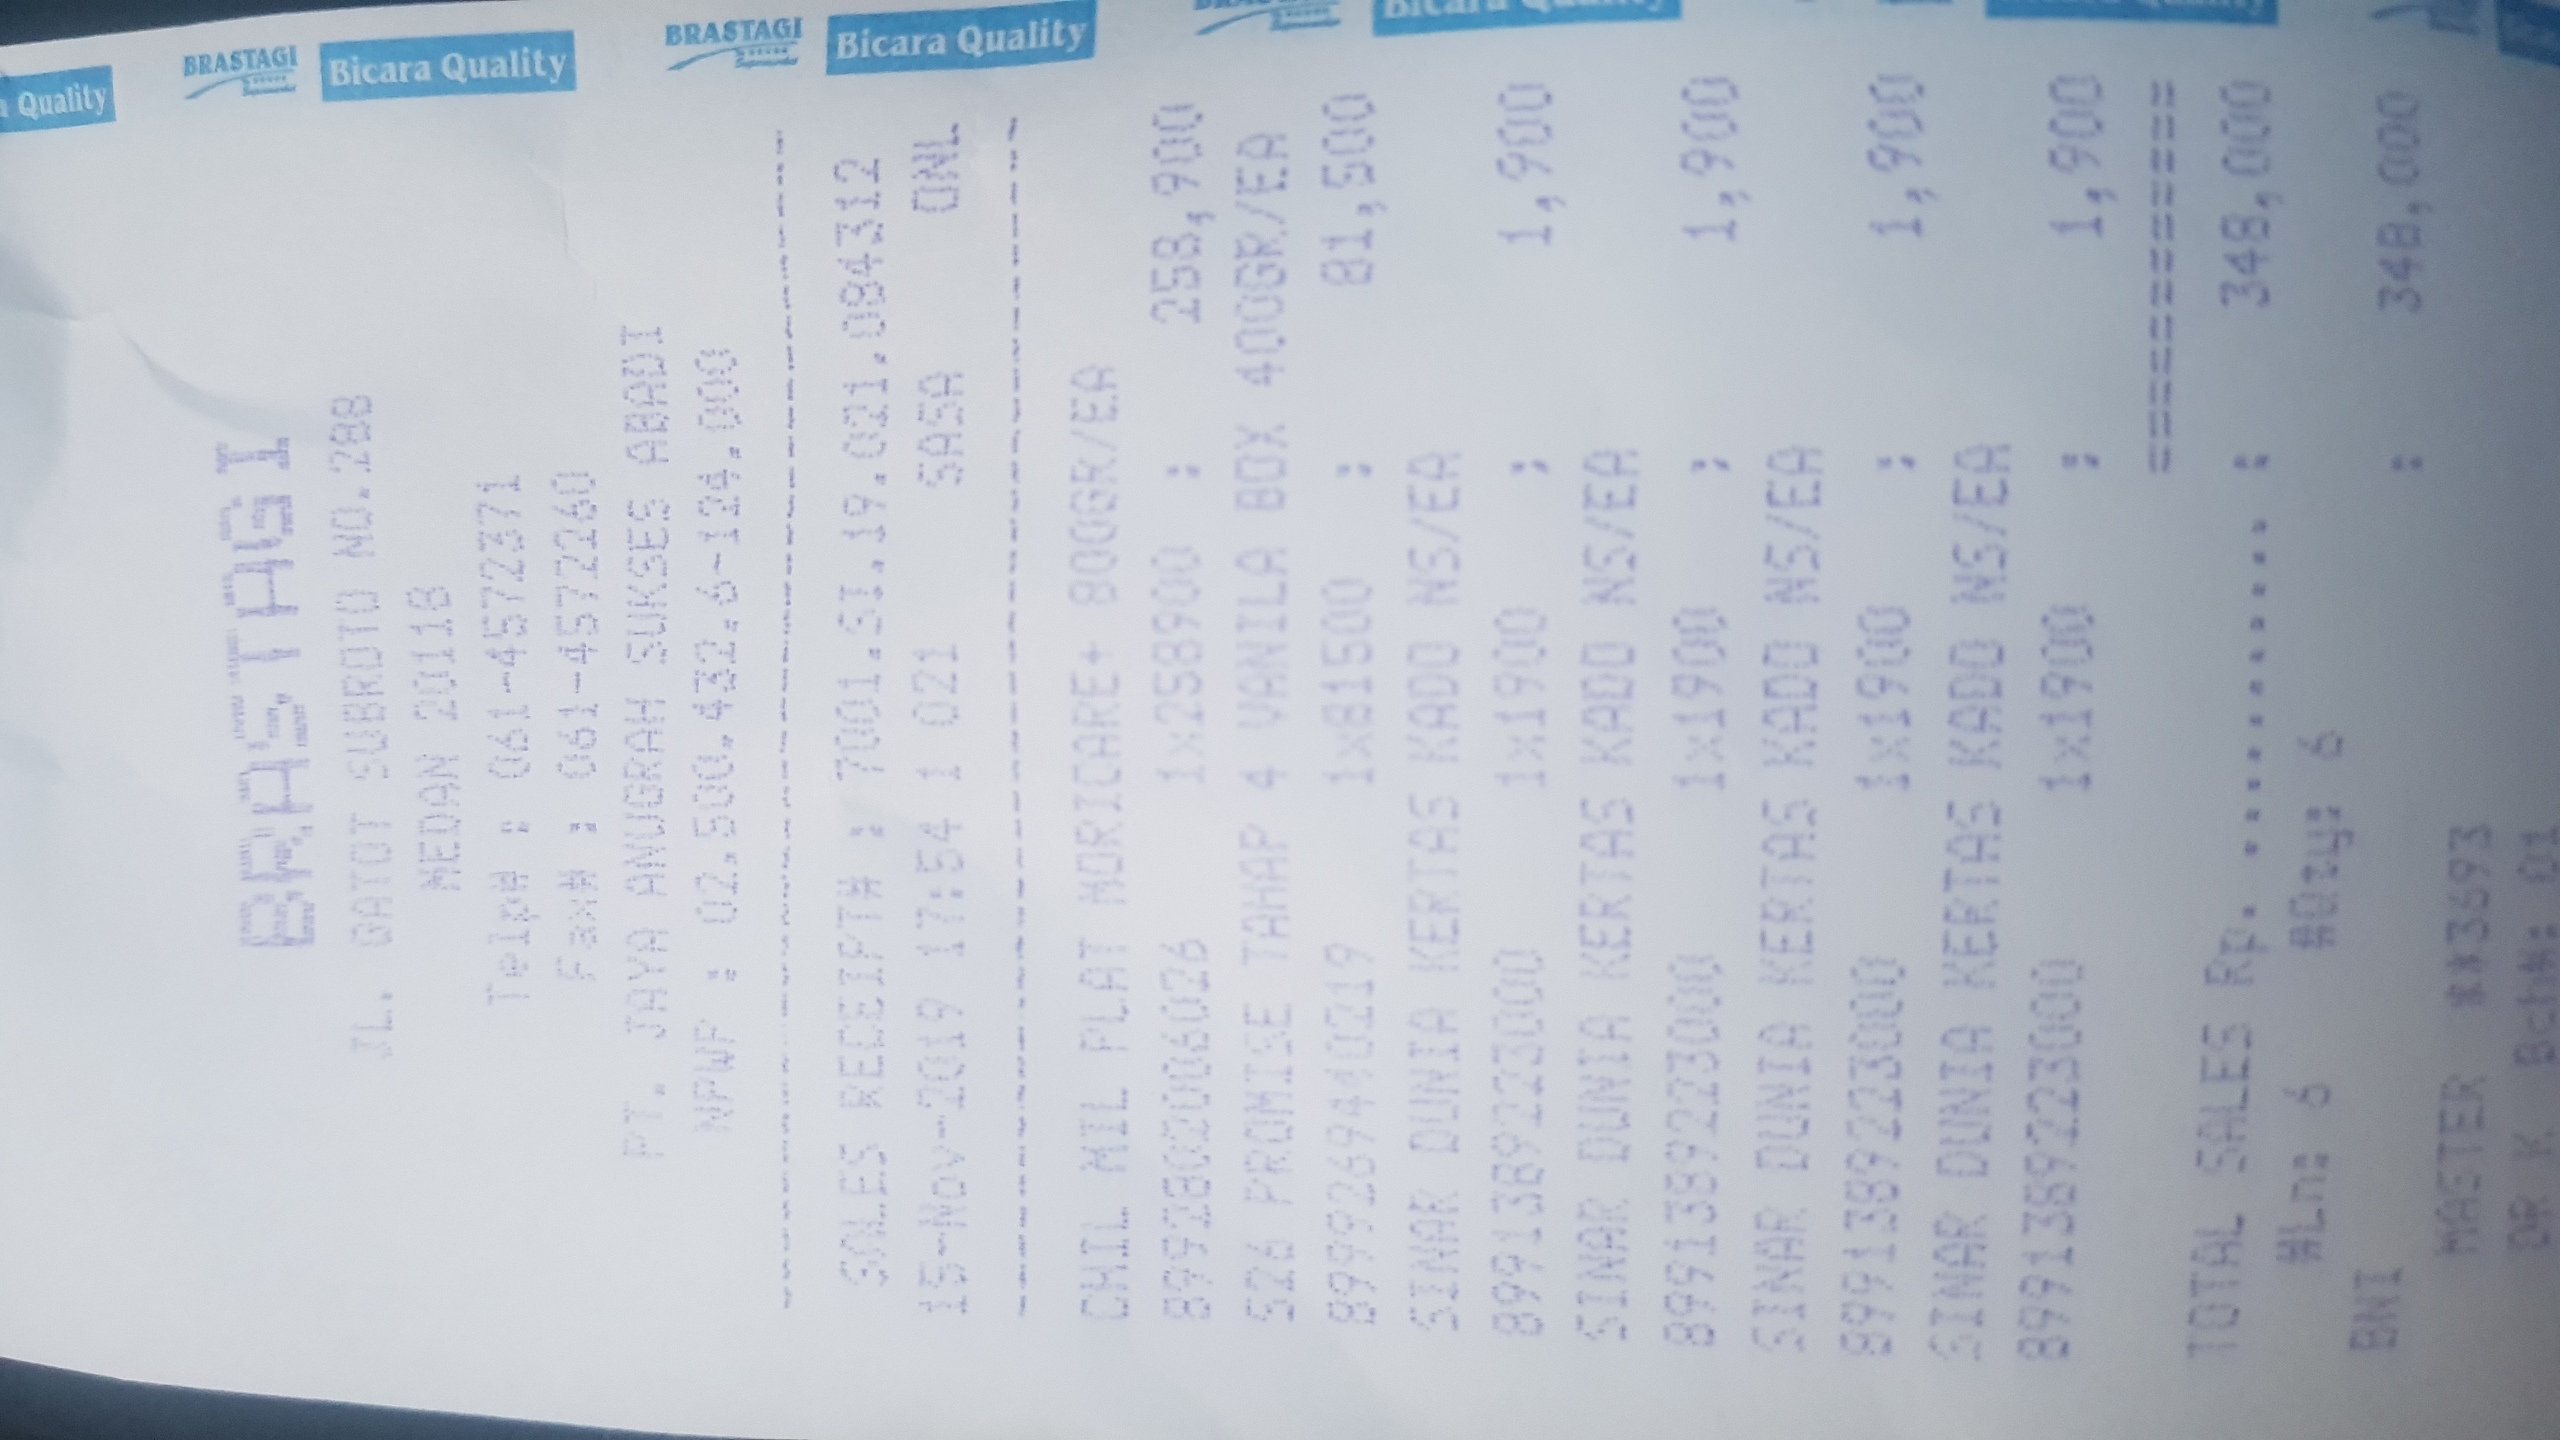 BRASTAGI
JL. GATOT SUBROTO NO.288
MEDAN 20118
Telp# : 061-4572371
Fax# : 061-4572260
PT. JAYA ANUGRAH SUKSES ABADI
NPWP : 02.500.432.6-124.000
SALES RECEIPT# : 7001.SI.19.021.084312
15-Nov-2019 17:54 1 021 SASA ONL
CHIL MIL PLAT MORICARE+ 800GR/EA
8992802006026 1x258900 : 258,900
S26 PROMISE TAHAP 4 VANILA BOX 400GR/EA
8999269440219 1x81500 : 81,500
SINAR DUNIA KERTAS KADO NS/EA
8991389223000 1x1900 : 1,900
SINAR DUNIA KERTAS KADO NS/EA
8991389223000 1x1900 : 1,900
SINAR DUNIA KERTAS KADO NS/EA
8991389223000 1x1900 : 1,900
SINAR DUNIA KERTAS KADO NS/EA
8991389223000 1x1900 : 1,900
============
TOTAL SALES Rp. ........... : 348,000
#Ln: 6 #Qty: 6
BNI : 348,000
MASTER **3693
DR K Bch#: 01
Quality
BRASTAGI
Bicara Quality
BRASTAGI
Bicara Quality